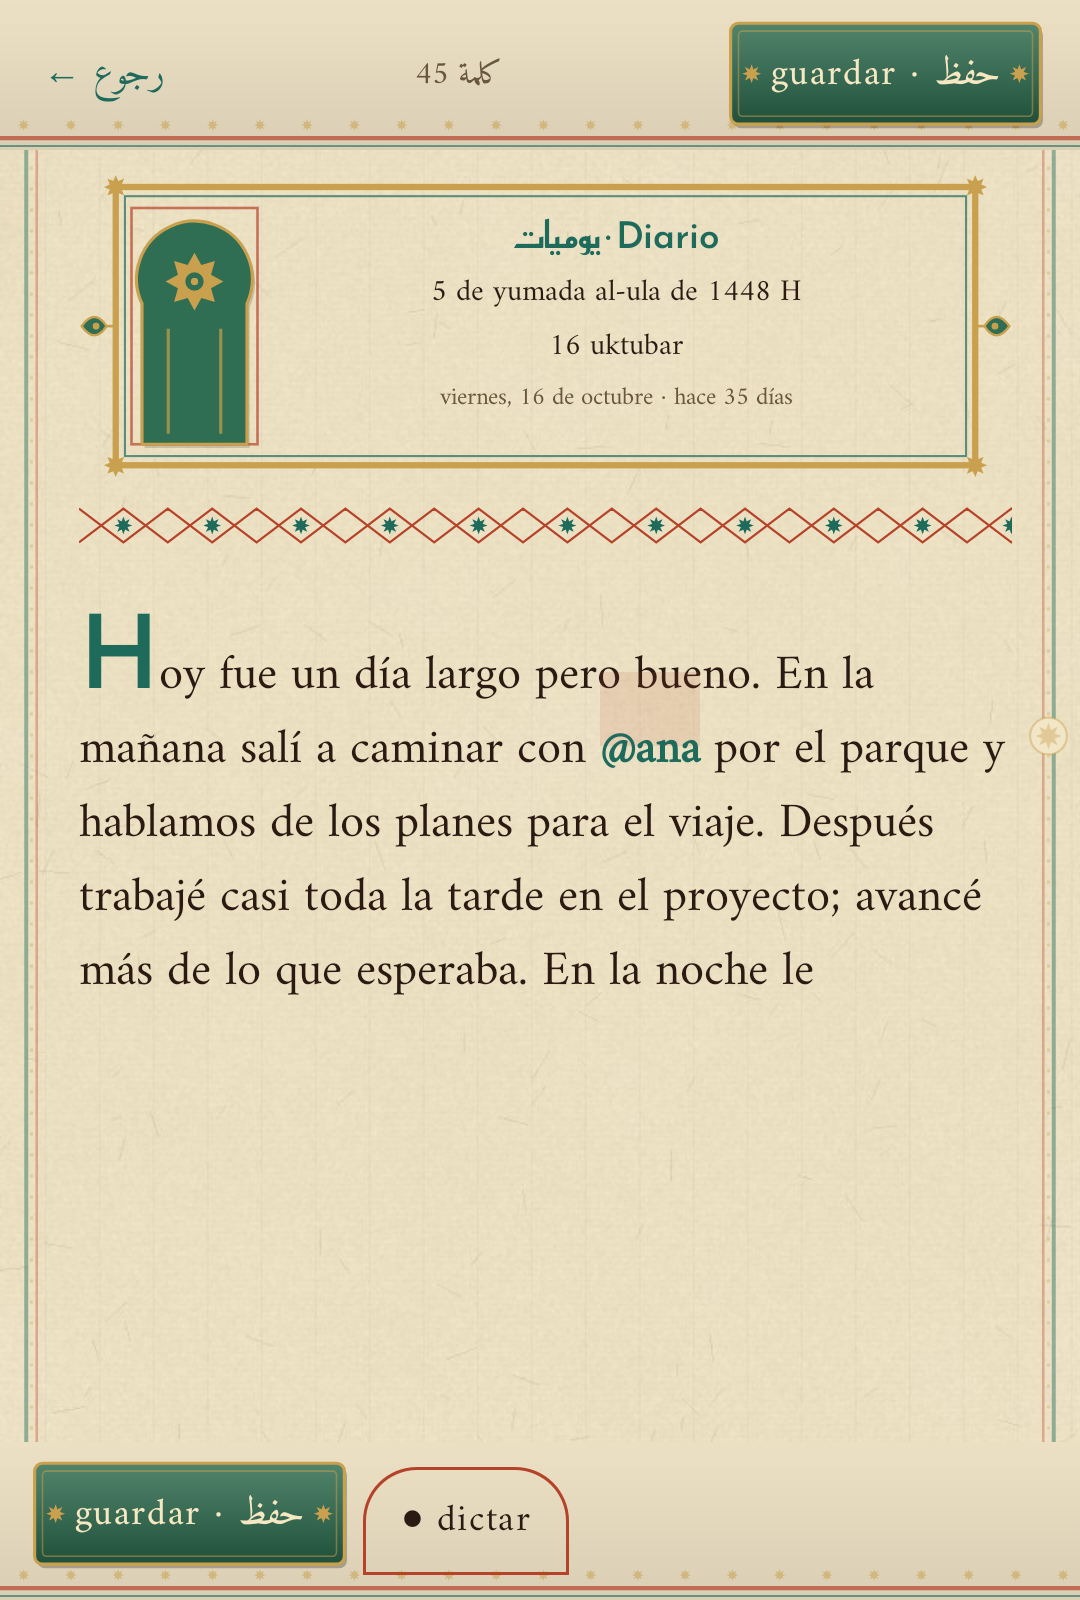 ← رجوع
45 كلمة
guardar · حفظ
يوميات · Diario
5 de yumada al-ula de 1448 H
16 uktubar
viernes, 16 de octubre · hace 35 días
Hoy fue un día largo pero bueno. En la
mañana salí a caminar con @ana por el parque y
hablamos de los planes para el viaje. Después
trabajé casi toda la tarde en el proyecto; avancé
más de lo que esperaba. En la noche le
guardar · حفظ
● dictar